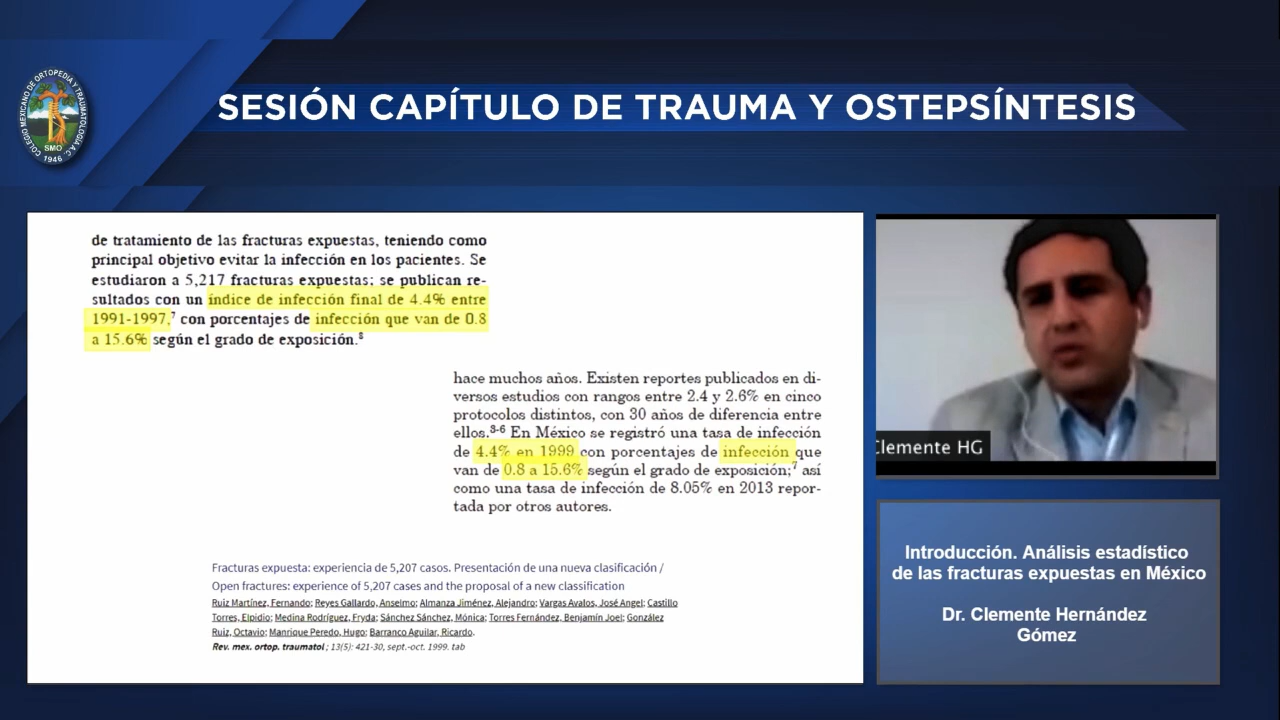 SESIÓN CAPÍTULO DE TRAUMA Y OSTEPSÍNTESIS
COLEGIO MEXICANO DE ORTOPEDIA Y TRAUMATOLOGÍA A.C.
SMO
1946
de tratamiento de las fracturas expuestas, teniendo como
principal objetivo evitar la infección en los pacientes. Se
estudiaron a 5,217 fracturas expuestas; se publican re-
sultados con un índice de infección final de 4.4% entre
1991-1997,7 con porcentajes de infección que van de 0.8
a 15.6% según el grado de exposición.8
hace muchos años. Existen reportes publicados en di-
versos estudios con rangos entre 2.4 y 2.6% en cinco
protocolos distintos, con 30 años de diferencia entre
ellos.3-6 En México se registró una tasa de infección
de 4.4% en 1999 con porcentajes de infección que
van de 0.8 a 15.6% según el grado de exposición;7 así
como una tasa de infección de 8.05% en 2013 repor-
tada por otros autores.
Fracturas expuesta: experiencia de 5,207 casos. Presentación de una nueva clasificación /
Open fractures: experience of 5,207 cases and the proposal of a new classification
Ruiz Martínez, Fernando; Reyes Gallardo, Anselmo; Almanza Jiménez, Alejandro; Vargas Avalos, José Angel; Castillo
Torres, Elpidio; Medina Rodríguez, Fryda; Sánchez Sánchez, Mónica; Torres Fernández, Benjamín Joel; González
Ruiz, Octavio; Manrique Peredo, Hugo; Barranco Aguilar, Ricardo.
Rev. mex. ortop. traumatol ; 13(5): 421-30, sept.-oct. 1999. tab
Clemente HG
Introducción. Análisis estadístico
de las fracturas expuestas en México
Dr. Clemente Hernández
Gómez